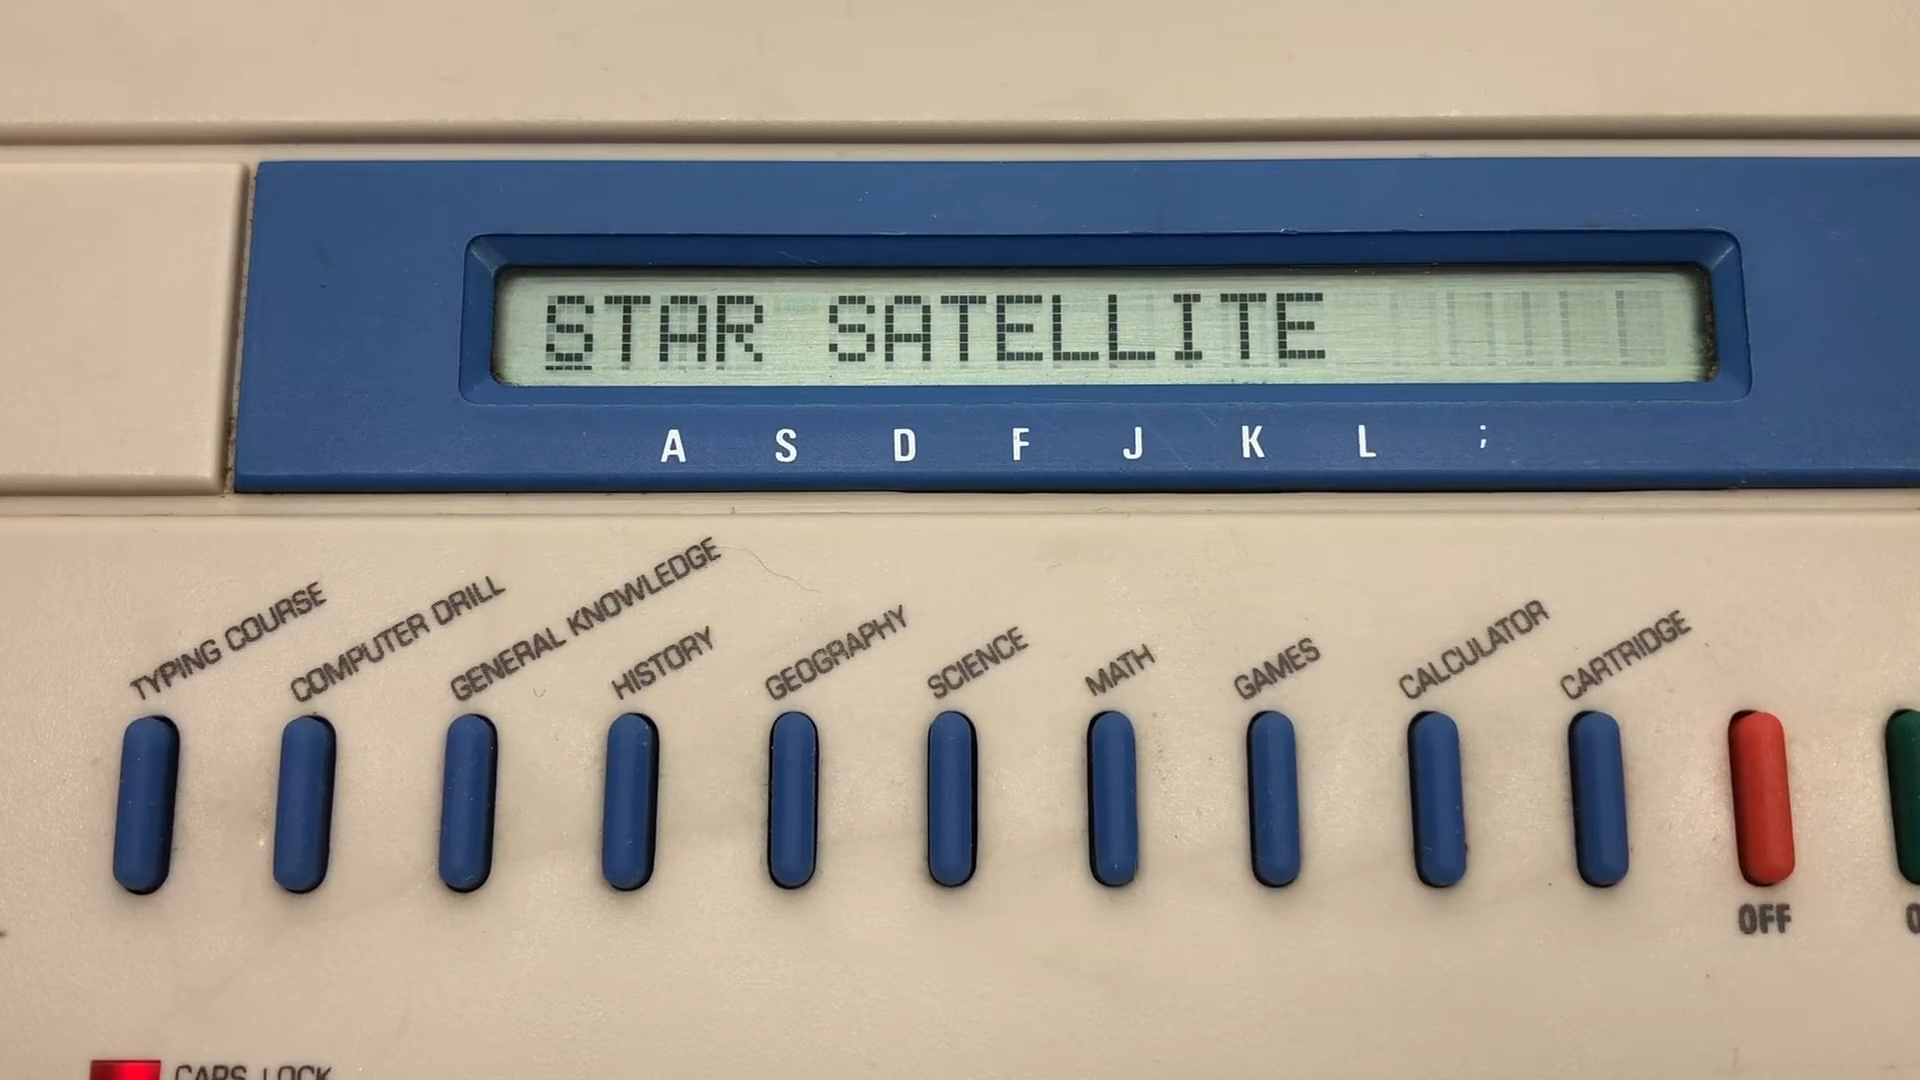 STAR SATELLITE
A S D F J K L ;
TYPING COURSE
COMPUTER DRILL
GENERAL KNOWLEDGE
HISTORY
GEOGRAPHY
SCIENCE
MATH
GAMES
CALCULATOR
CARTRIDGE
OFF
CAPS LOCK